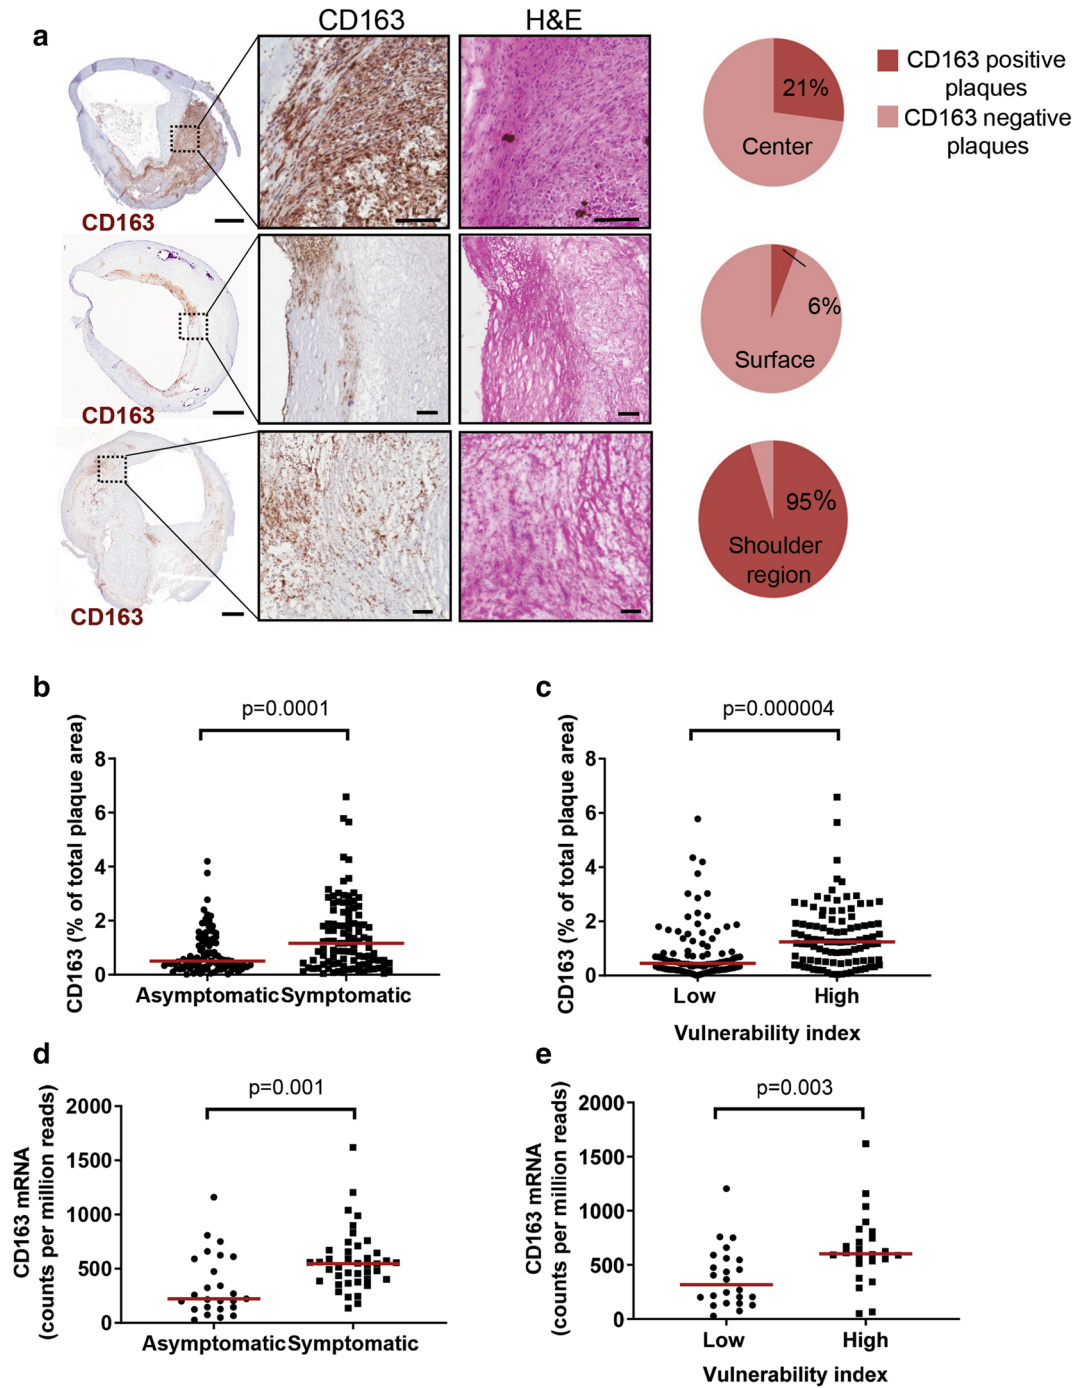 a
CD163
H&E
CD163
CD163
CD163
21%
Center
6%
Surface
95%
Shoulder
region
CD163 positive
plaques
CD163 negative
plaques
b
p=0.0001
CD163 (% of total plaque area)
8
6
4
2
0
Asymptomatic Symptomatic
c
p=0.000004
CD163 (% of total plaque area)
8
6
4
2
0
Low High
Vulnerability index
d
p=0.001
CD163 mRNA
(counts per million reads)
2000
1500
1000
500
0
Asymptomatic Symptomatic
e
p=0.003
CD163 mRNA
(counts per million reads)
2000
1500
1000
500
0
Low High
Vulnerability index